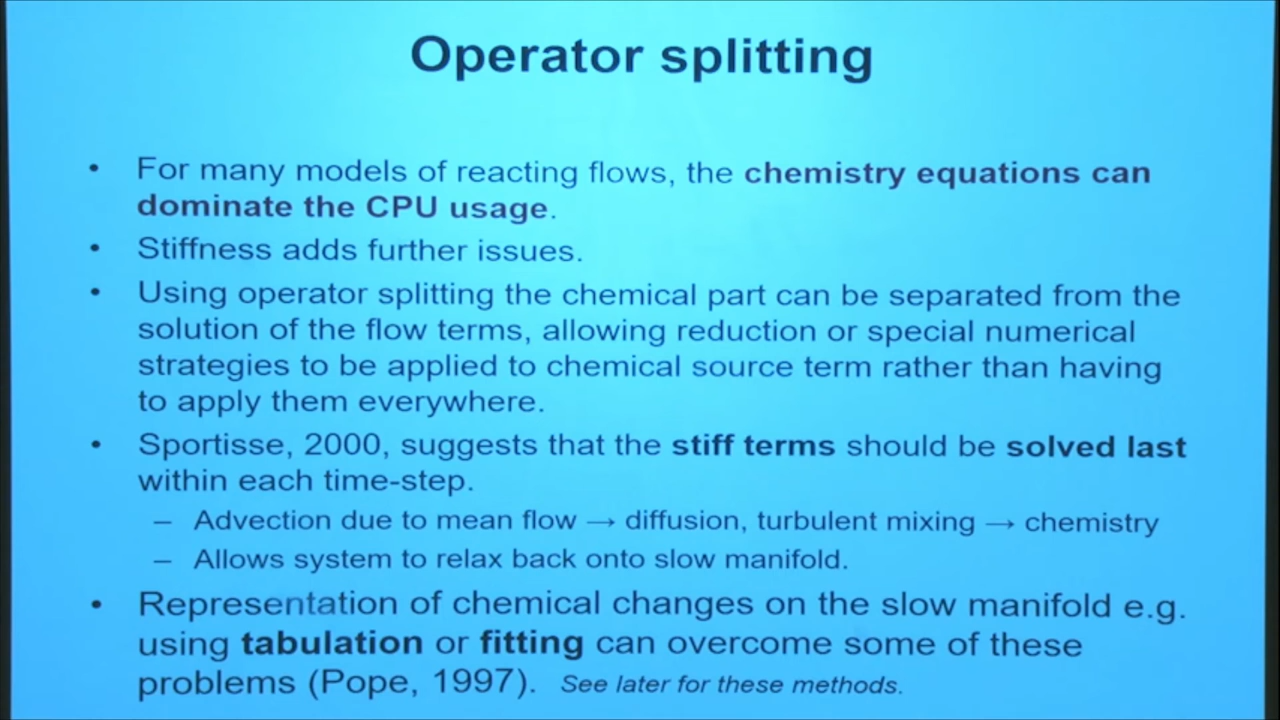 Operator splitting
• For many models of reacting flows, the chemistry equations can
dominate the CPU usage.
• Stiffness adds further issues.
• Using operator splitting the chemical part can be separated from the
solution of the flow terms, allowing reduction or special numerical
strategies to be applied to chemical source term rather than having
to apply them everywhere.
• Sportisse, 2000, suggests that the stiff terms should be solved last
within each time-step.
– Advection due to mean flow → diffusion, turbulent mixing → chemistry
– Allows system to relax back onto slow manifold.
• Representation of chemical changes on the slow manifold e.g.
using tabulation or fitting can overcome some of these
problems (Pope, 1997). See later for these methods.